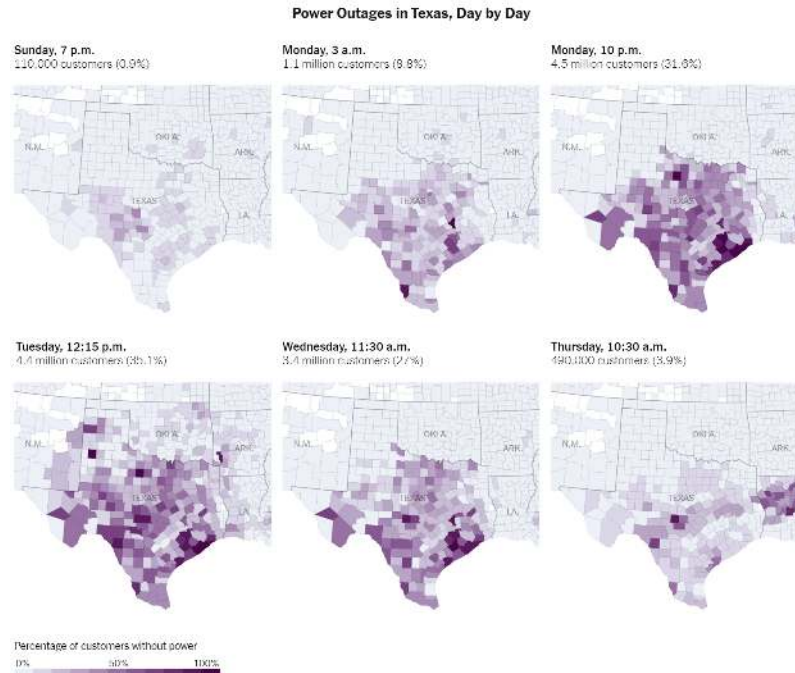 Power Outages in Texas, Day by Day
Sunday, 7 p.m.
110,000 customers (0.9%)
Monday, 3 a.m.
1.1 million customers (8.8%)
Monday, 10 p.m.
4.5 million customers (31.6%)
N.M.
OKLA.
ARK.
TEXAS
LA.
N.M.
OKLA.
ARK.
TEXAS
LA.
N.M.
OKLA.
ARK.
TEXAS
LA.
Tuesday, 12:15 p.m.
4.4 million customers (35.1%)
Wednesday, 11:30 a.m.
3.4 million customers (27%)
Thursday, 10:30 a.m.
490,000 customers (3.9%)
N.M.
OKLA.
ARK.
TEXAS
LA.
N.M.
OKLA.
ARK.
TEXAS
LA.
N.M.
OKLA.
ARK.
TEXAS
LA.
Percentage of customers without power
0% 50% 100%